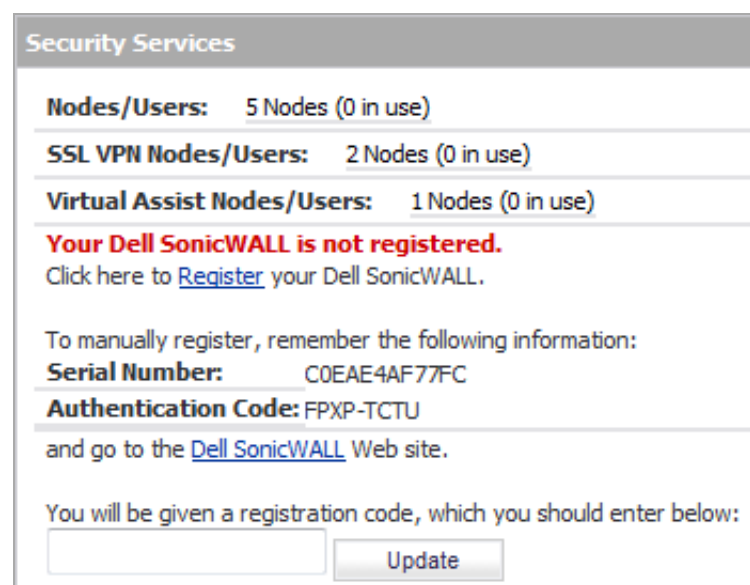 Security Services
Nodes/Users: 5 Nodes (0 in use)
SSL VPN Nodes/Users: 2 Nodes (0 in use)
Virtual Assist Nodes/Users: 1 Nodes (0 in use)
Your Dell SonicWALL is not registered.
Click here to Register your Dell SonicWALL.
To manually register, remember the following information:
Serial Number: C0EAE4AF77FC
Authentication Code: FPXP-TCTU
and go to the Dell SonicWALL Web site.
You will be given a registration code, which you should enter below:
Update